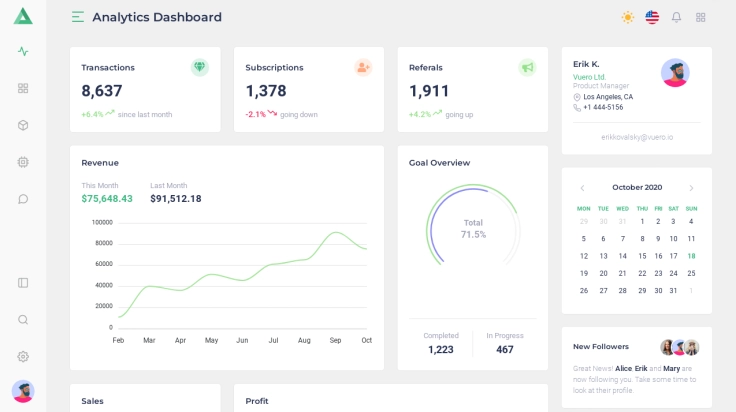 Analytics Dashboard
Transactions
8,637
+6.4% since last month
Subscriptions
1,378
-2.1% going down
Referals
1,911
+4.2% going up
Erik K.
Vuero Ltd.
Product Manager
Los Angeles, CA
+1 444-5156
erikkovalsky@vuero.io
Revenue
This Month Last Month
$75,648.43 $91,512.18
100000
80000
60000
40000
20000
0
Feb Mar Apr May Jun Jul Aug Sep Oct
Goal Overview
Total
71.5%
Completed In Progress
1,223 467
October 2020
MON TUE WED THU FRI SAT SUN
29 30 31 1 2 3 4
5 6 7 8 9 10 11
12 13 14 15 16 17 18
19 20 21 22 23 24 25
26 27 28 29 30 31 1
New Followers
Great News! Alice, Erik and Mary are
now following you. Take some time to
look at their profile.
Sales
Profit